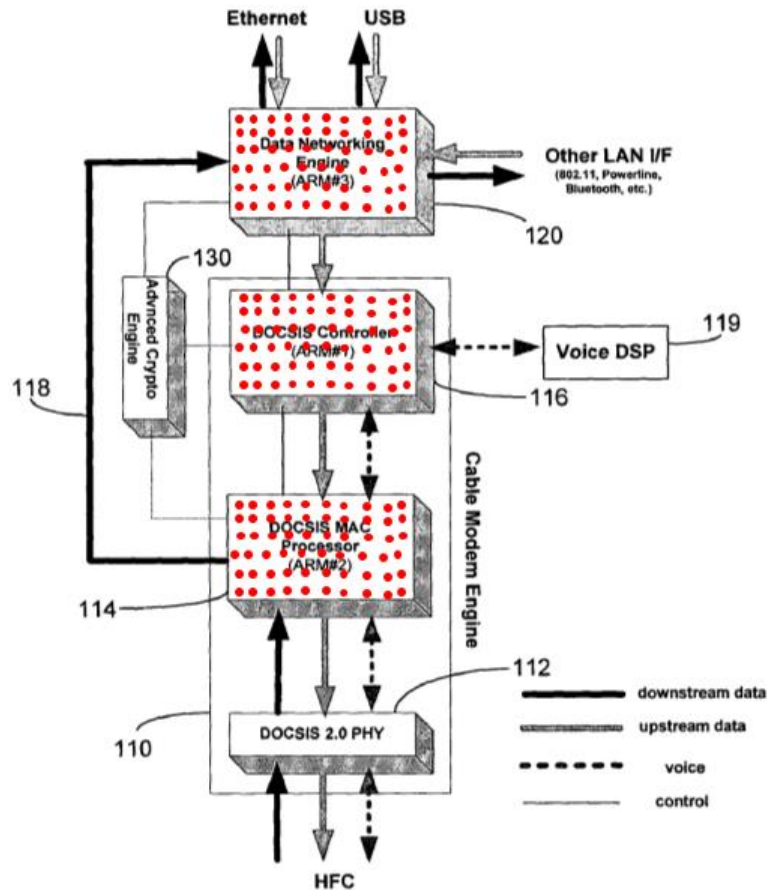 Ethernet
USB
Data Networking
Engine
(ARM#3)
Other LAN I/F
(802.11, Powerline,
Bluetooth, etc.)
120
130
Advnced Crypto
Engine
118
DOCSIS Controller
(ARM#1)
Voice DSP
119
116
Cable Modem Engine
DOCSIS MAC
Processor
(ARM#2)
114
112
DOCSIS 2.0 PHY
110
downstream data
upstream data
voice
control
HFC